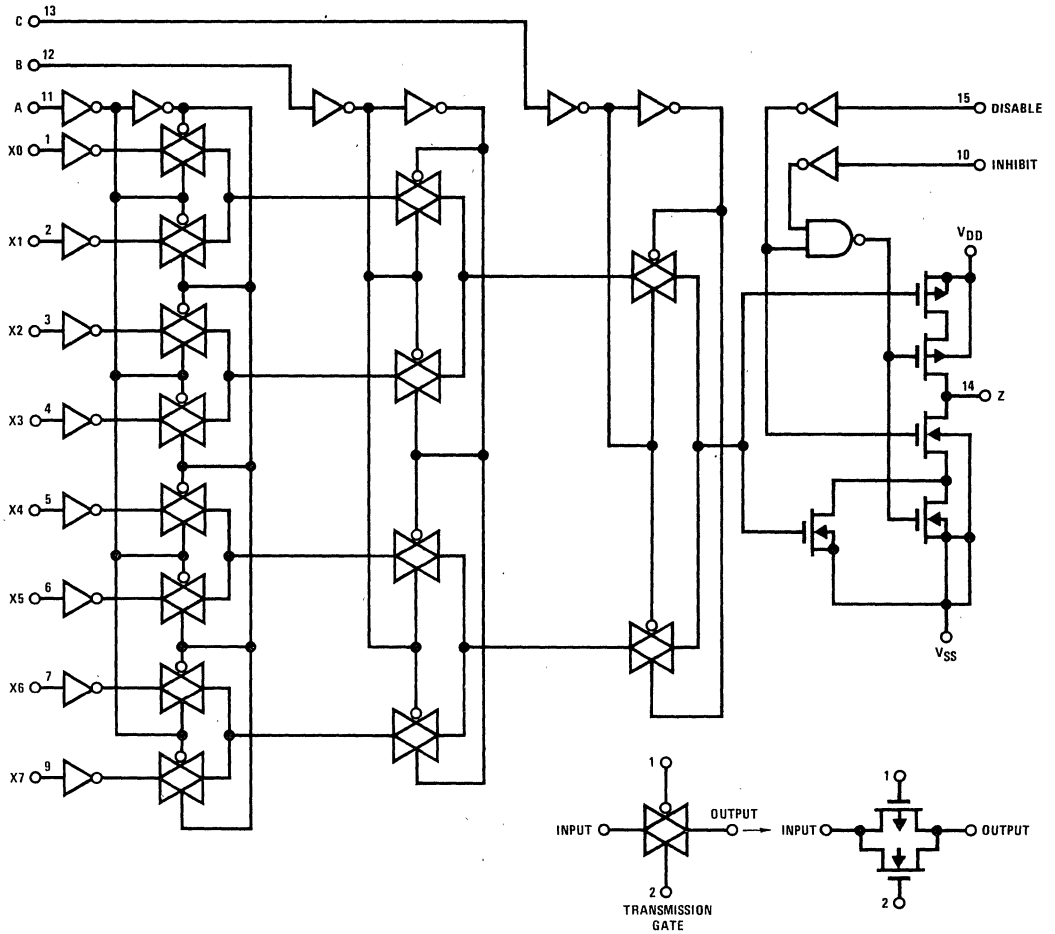 C 13
B 12
A 11
15 DISABLE
X0 1
10 INHIBIT
X1 2
VDD
X2 3
14 Z
X3 4
X4 5
X5 6
VSS
X6 7
X7 9
1
INPUT
OUTPUT
2
TRANSMISSION
GATE
1
INPUT
OUTPUT
2